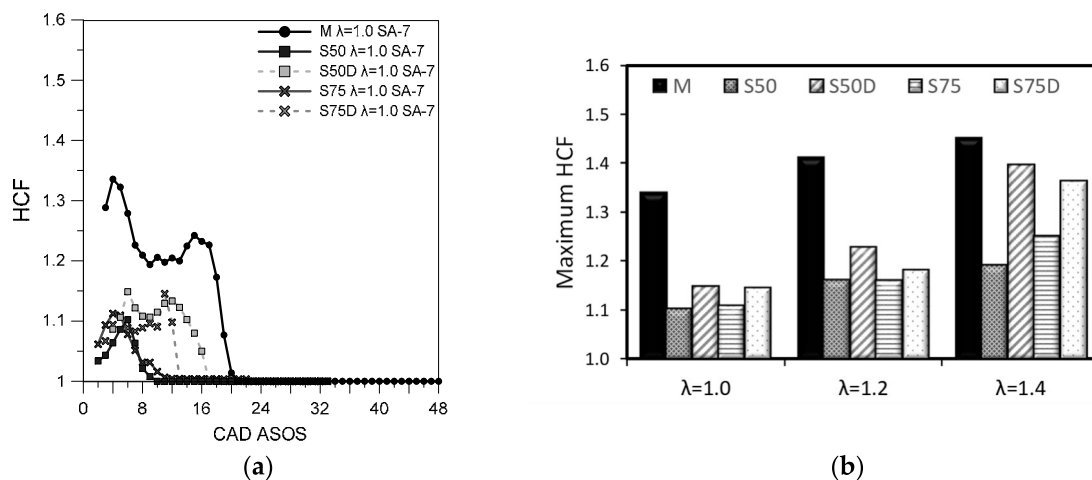 1.6
1.5
1.4
1.3
1.2
1.1
1
HCF
M λ=1.0 SA-7
S50 λ=1.0 SA-7
S50D λ=1.0 SA-7
S75 λ=1.0 SA-7
S75D λ=1.0 SA-7
0 8 16 24 32 40 48
CAD ASOS
(a)
1.6
1.5
1.4
1.3
1.2
1.1
1.0
Maximum HCF
M S50 S50D S75 S75D
λ=1.0 λ=1.2 λ=1.4
(b)